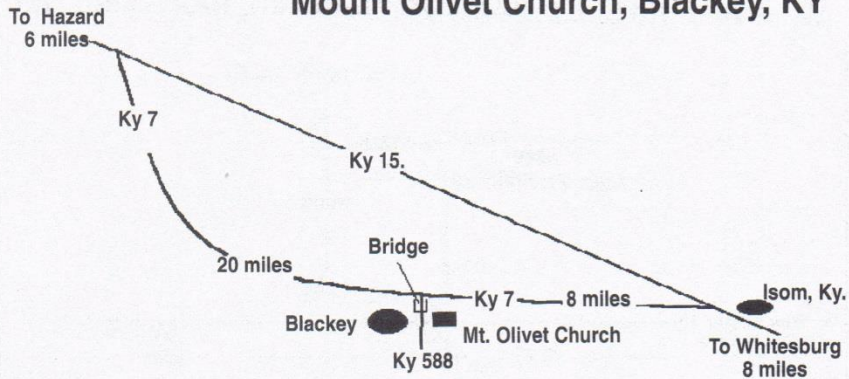 Mount Olivet Church, Blackey, KY
To Hazard
6 miles
Ky 7
Ky 15.
Bridge
20 miles
Ky 7
8 miles
Isom, Ky.
Blackey
Mt. Olivet Church
Ky 588
To Whitesburg
8 miles